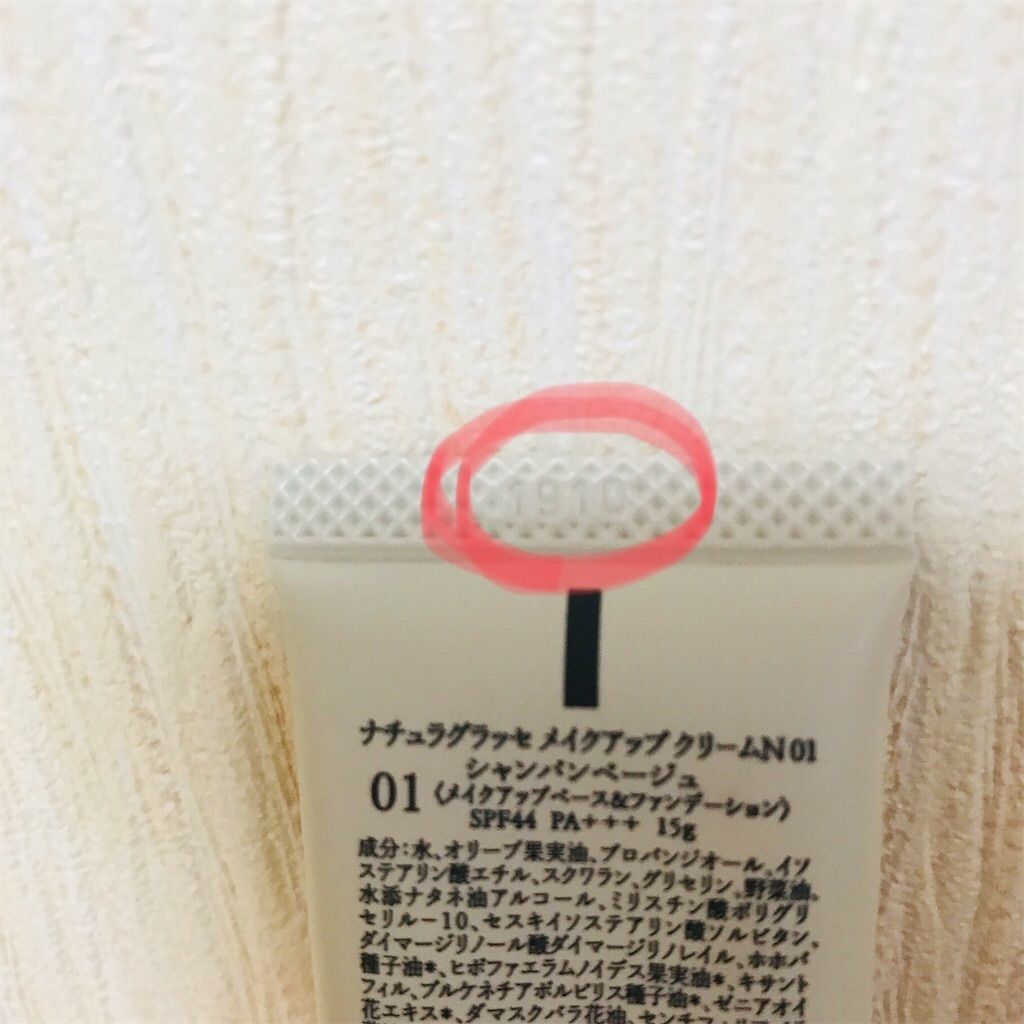 191C
ナチュラグラッセ メイクアップ クリームN 01
シャンパンベージュ
01 〈メイクアップベース&ファンデーション〉
SPF44 PA+++ 15g
成分:水、オリーブ果実油、プロパンジオール、イソ
ステアリン酸エチル、スクワラン、グリセリン、野菜油、
水添ナタネ油アルコール、ミリスチン酸ポリグリ
セリル－10、セスキイソステアリン酸ソルビタン、
ダイマージリノール酸ダイマージリノレイル、ホホバ
種子油*、ヒポファエラムノイデス果実油*、キサント
フィル、プルケネチアボルビリス種子油*、ゼニアオイ
花エキス*、ダマスクバラ花油、